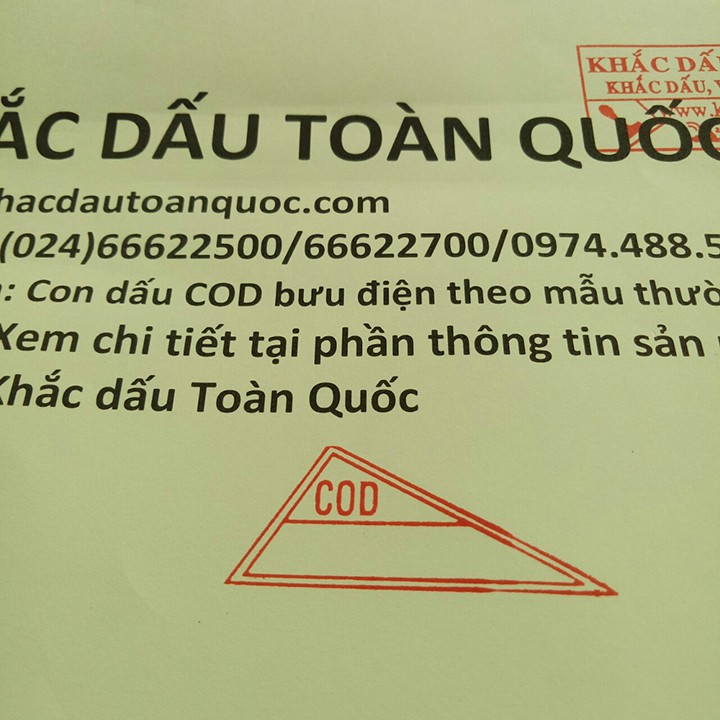 KHẮC DẤU
KHẮC DẤU,
www.
ẮC DẤU TOÀN QUỐC
hacdautoanquoc.com
(024)66622500/66622700/0974.488.5
: Con dấu COD bưu điện theo mẫu thườ
Xem chi tiết tại phần thông tin sản
Khắc dấu Toàn Quốc
COD